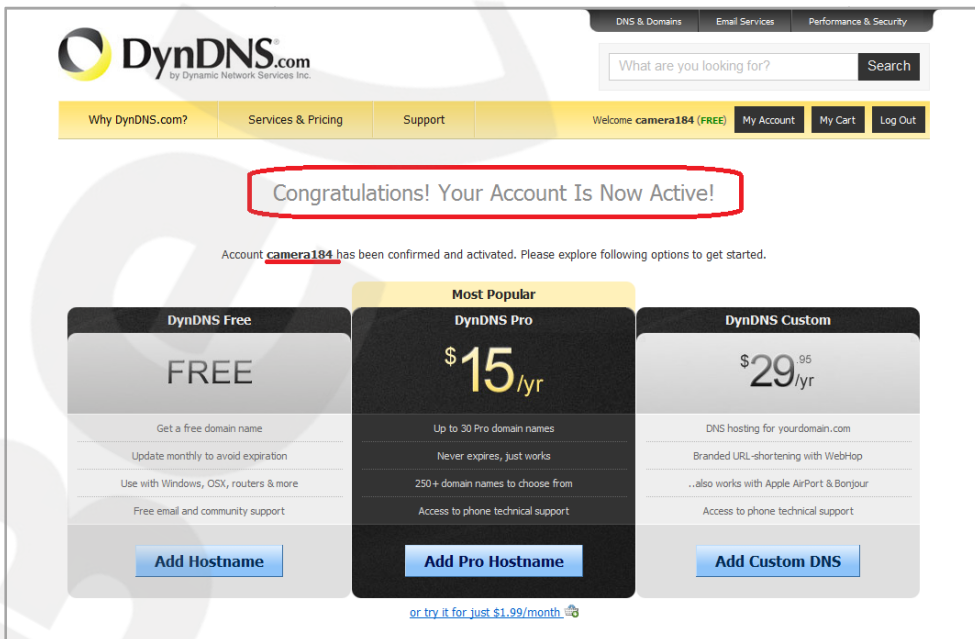 DNS & Domains Email Services Performance & Security
DynDNS.com
by Dynamic Network Services Inc.
What are you looking for? Search
Why DynDNS.com? Services & Pricing Support Welcome camera184 (FREE) My Account My Cart Log Out
Congratulations! Your Account Is Now Active!
Account camera184 has been confirmed and activated. Please explore following options to get started.
Most Popular
DynDNS Free DynDNS Pro DynDNS Custom
FREE $15/yr $29.95/yr
Get a free domain name Up to 30 Pro domain names DNS hosting for yourdomain.com
Update monthly to avoid expiration Never expires, just works Branded URL-shortening with WebHop
Use with Windows, OSX, routers & more 250+ domain names to choose from ..also works with Apple AirPort & Bonjour
Free email and community support Access to phone technical support Access to phone technical support
Add Hostname Add Pro Hostname Add Custom DNS
or try it for just $1.99/month